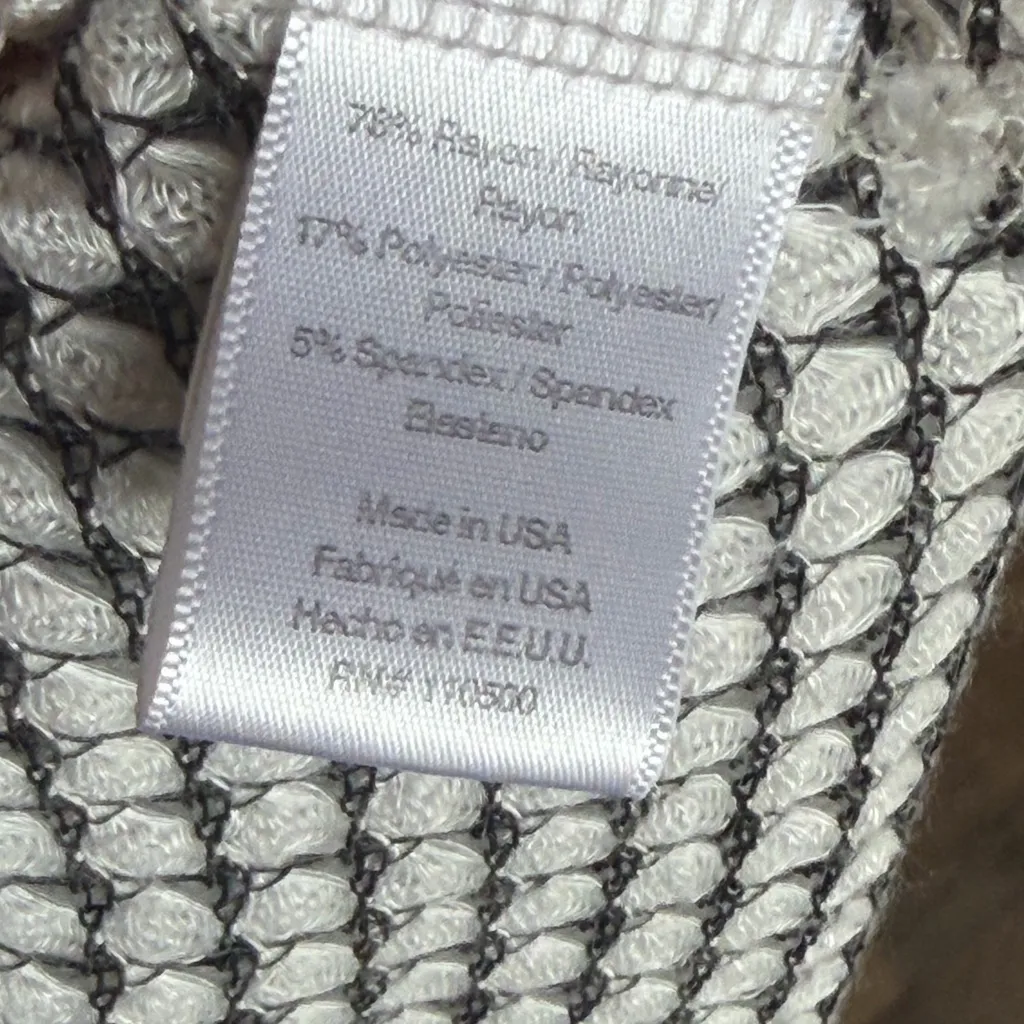 78% Rayon / Rayonne/
Rayon
17% Polyester / Polyester/
Poliester
5% Spandex / Spandex
Elastano
Made in USA
Fabriqué en USA
Hecho en E.E.U.U.
RN# 110500